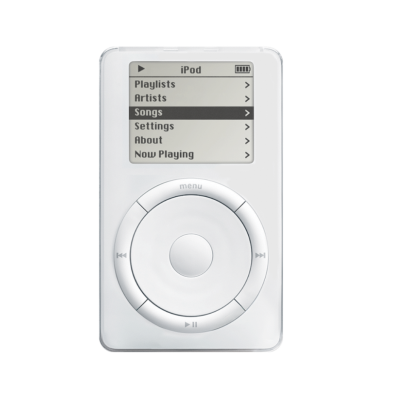 iPod
Playlists
Artists
Songs
Settings
About
Now Playing
menu